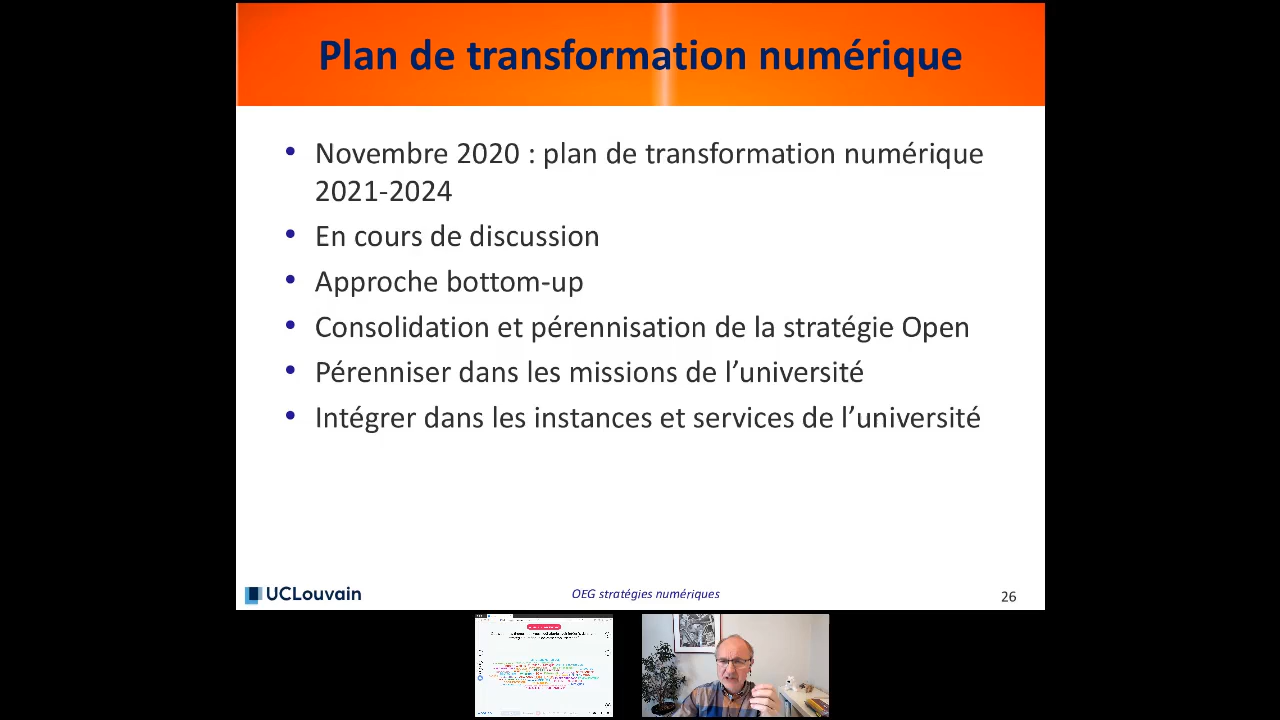 Plan de transformation numérique
• Novembre 2020 : plan de transformation numérique
2021-2024
• En cours de discussion
• Approche bottom-up
• Consolidation et pérennisation de la stratégie Open
• Pérenniser dans les missions de l’université
• Intégrer dans les instances et services de l’université
UCLouvain
OEG stratégies numériques
26